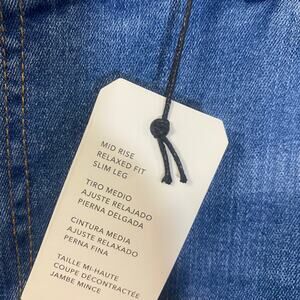 MID RISE
RELAXED FIT
SLIM LEG
TIRO MEDIO
AJUSTE RELAJADO
PIERNA DELGADA
CINTURA MEDIA
AJUSTE RELAXADO
PERNA FINA
TAILLE MI-HAUTE
COUPE DÉCONTRACTÉE
JAMBE MINCE